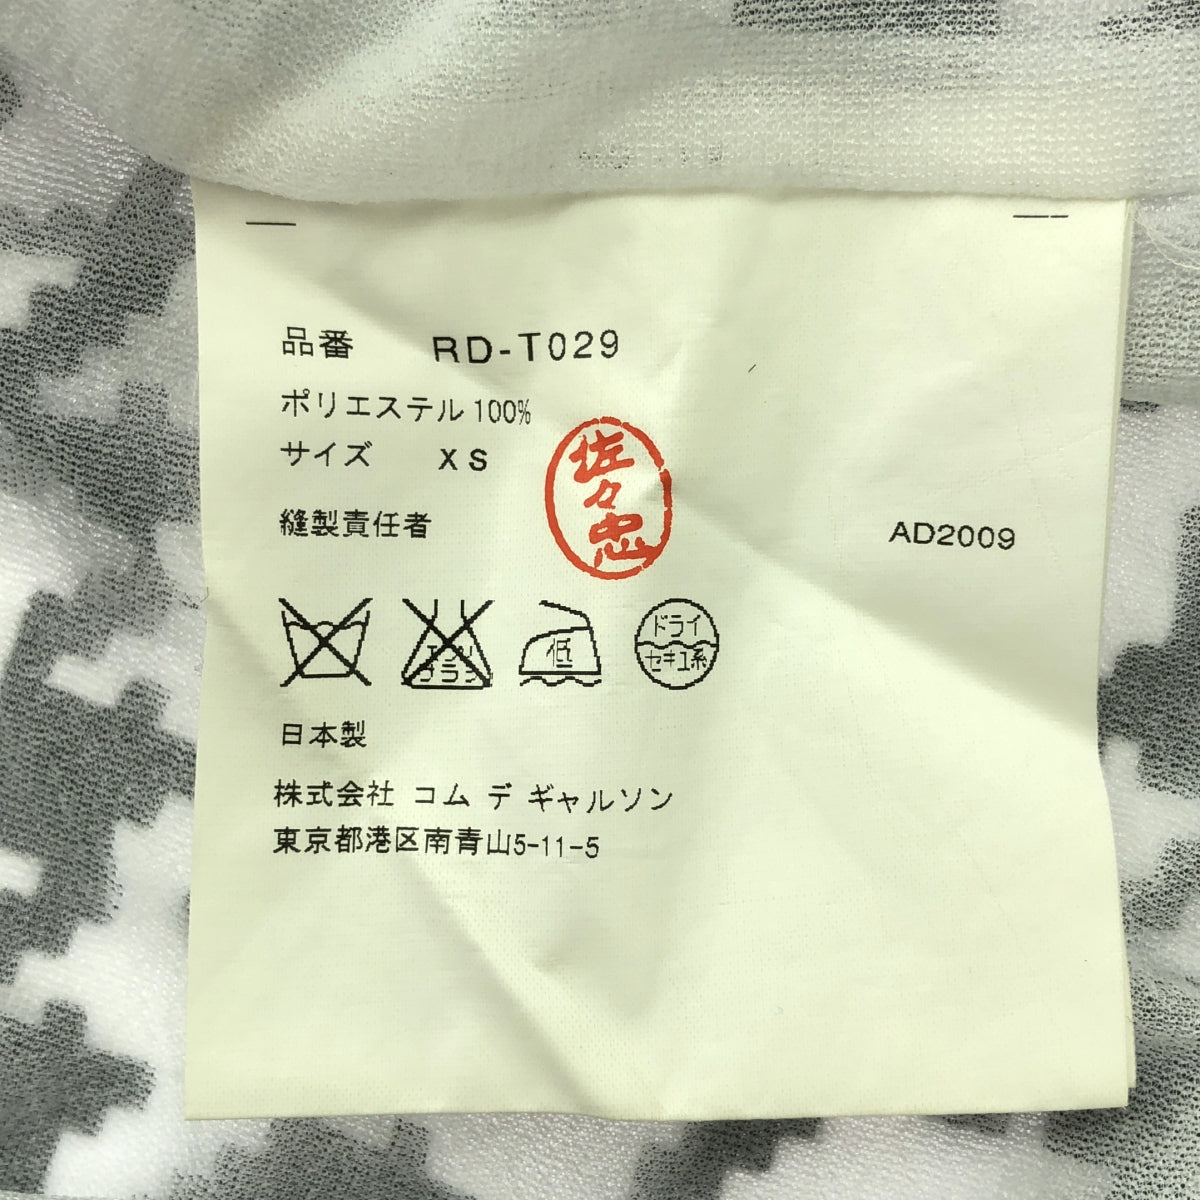 品番 RD-T029
ポリエステル 100%
サイズ XS
縫製責任者
佐々忠
AD2009
低
ドライ
セキユ系
日本製
株式会社 コム デ ギャルソン
東京都港区南青山5-11-5